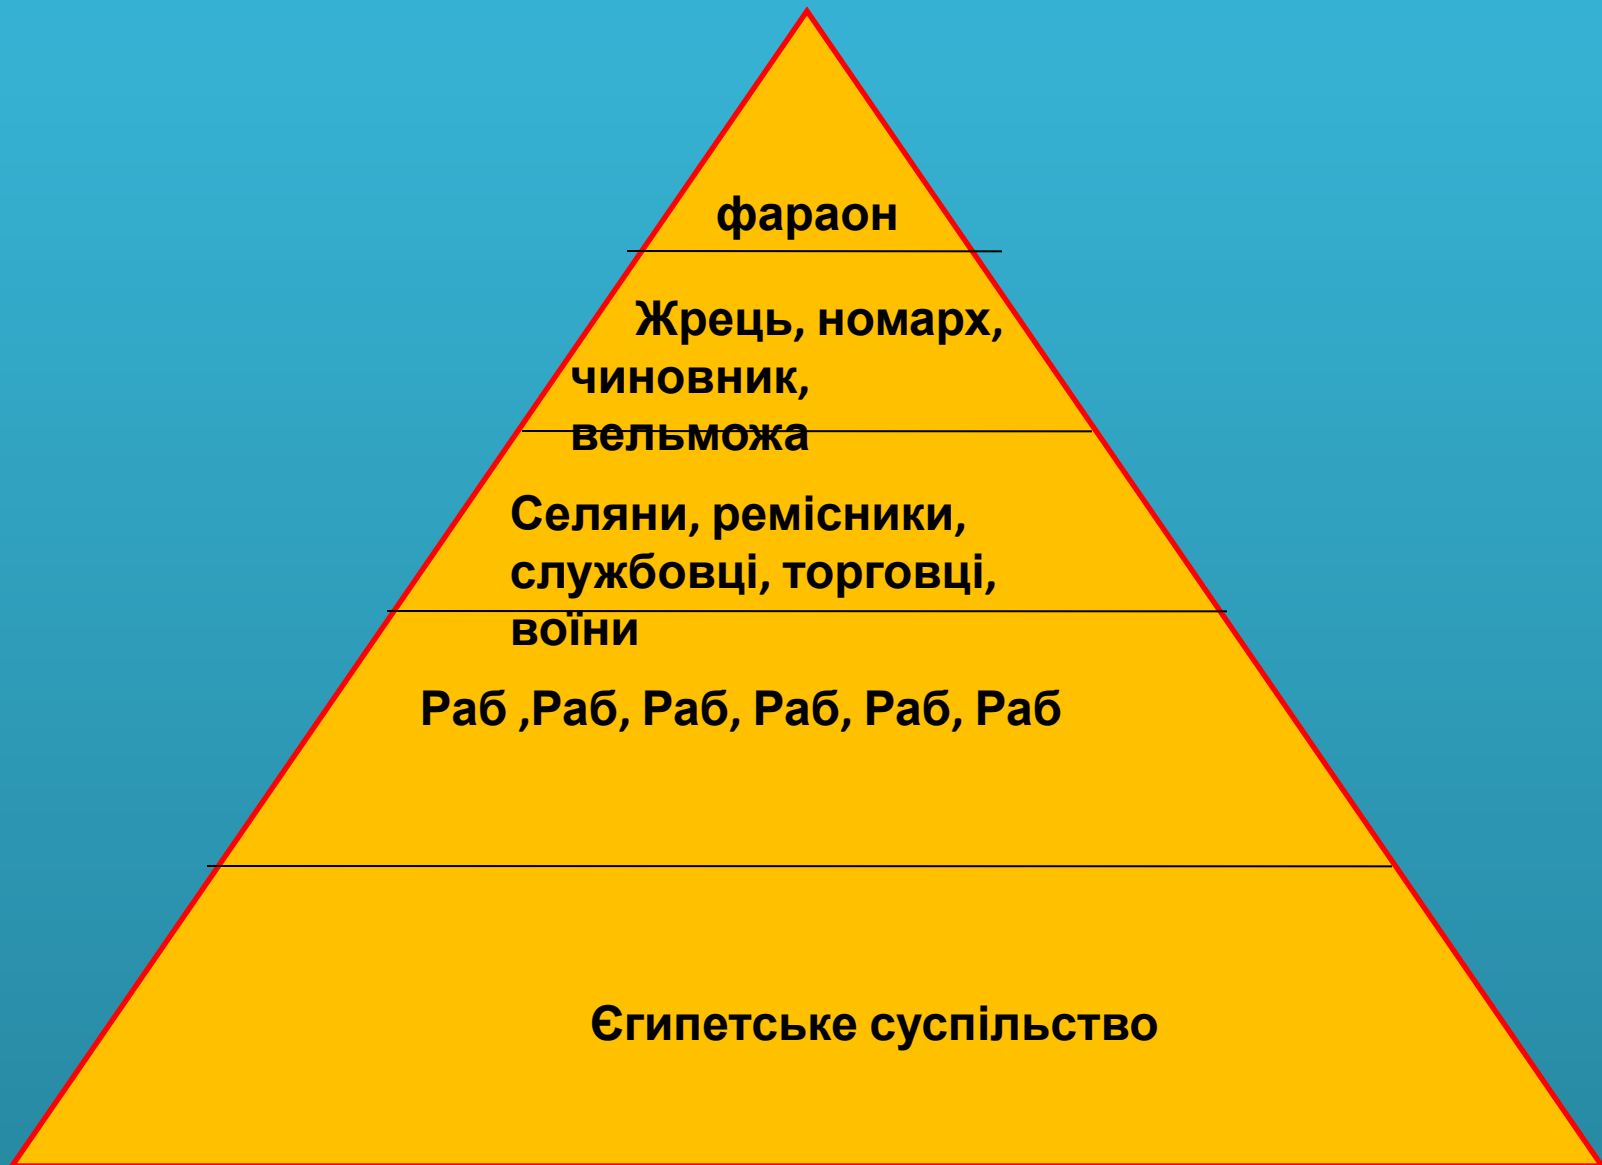 фараон
Жрець, номарх,
чиновник,
вельможа
Селяни, ремісники,
службовці, торговці,
воїни
Раб ,Раб, Раб, Раб, Раб, Раб
Єгипетське суспільство